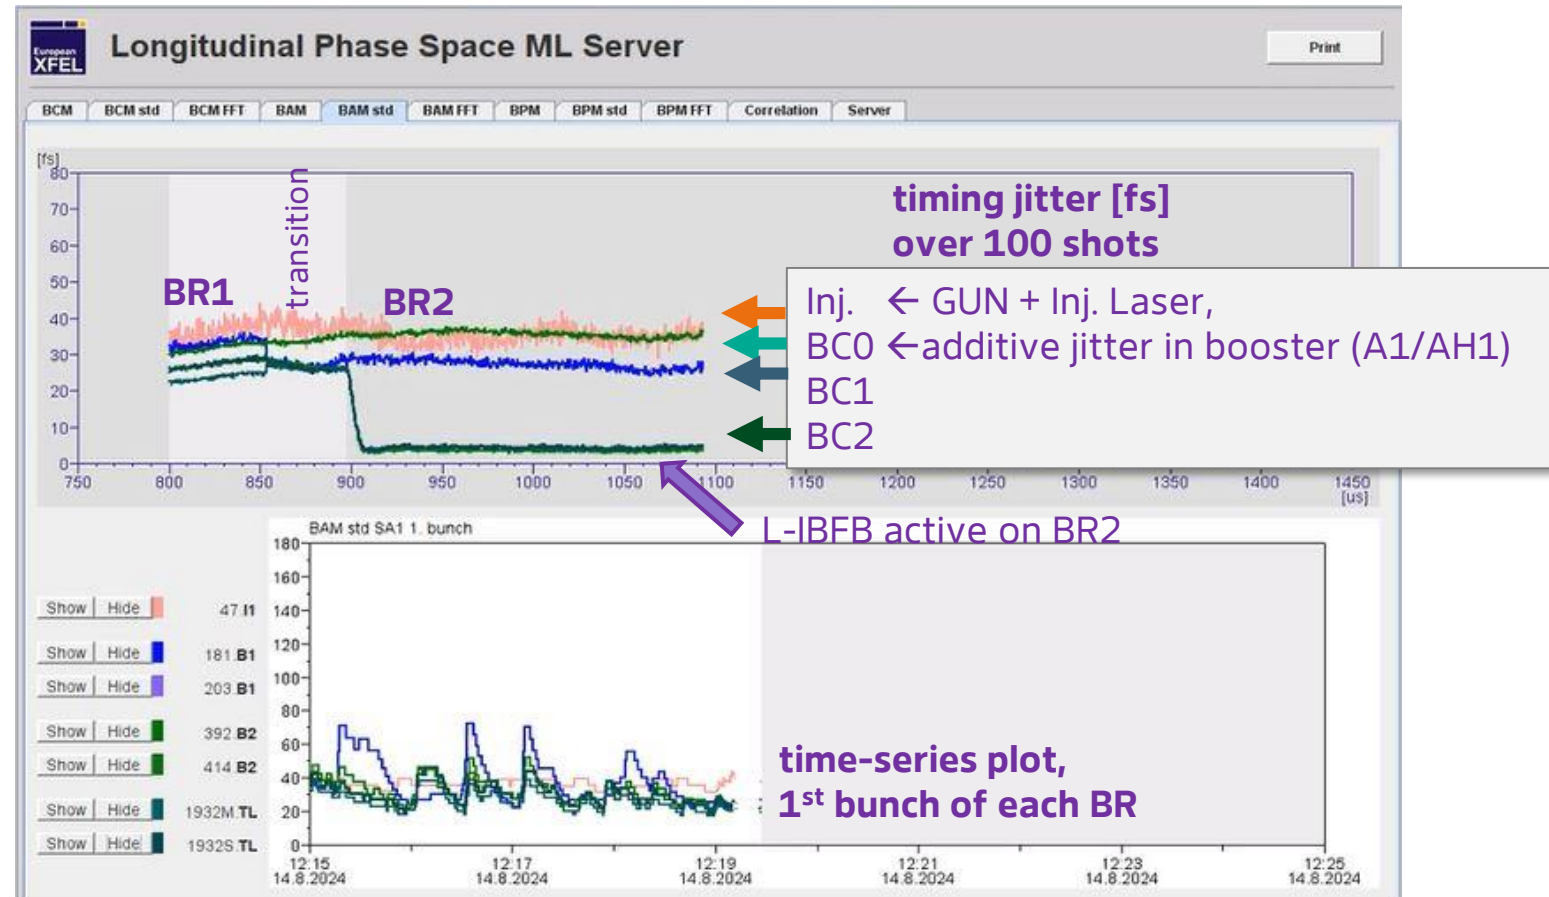 European
XFEL
Longitudinal Phase Space ML Server
Print
BCM BCM std BCM FFT BAM BAM std BAM FFT BPM BPM std BPM FFT Correlation Server
[fs]
80
70
60
50
40
30
20
10
0
transition
BR1
BR2
timing jitter [fs]
over 100 shots
Inj. ← GUN + Inj. Laser,
BC0 ←additive jitter in booster (A1/AH1)
BC1
BC2
750 800 850 900 950 1000 1050 1100 1150 1200 1250 1300 1350 1400 1450
[us]
L-IBFB active on BR2
BAM std SA1 1. bunch
180
160
140
120
100
80
60
40
20
0
Show Hide 47.I1
Show Hide 181.B1
Show Hide 203.B1
Show Hide 392.B2
Show Hide 414.B2
Show Hide 1932M.TL
Show Hide 1932S.TL
time-series plot,
1st bunch of each BR
12:15 12:17 12:19 12:21 12:23 12:25
14.8.2024 14.8.2024 14.8.2024 14.8.2024 14.8.2024 14.8.2024